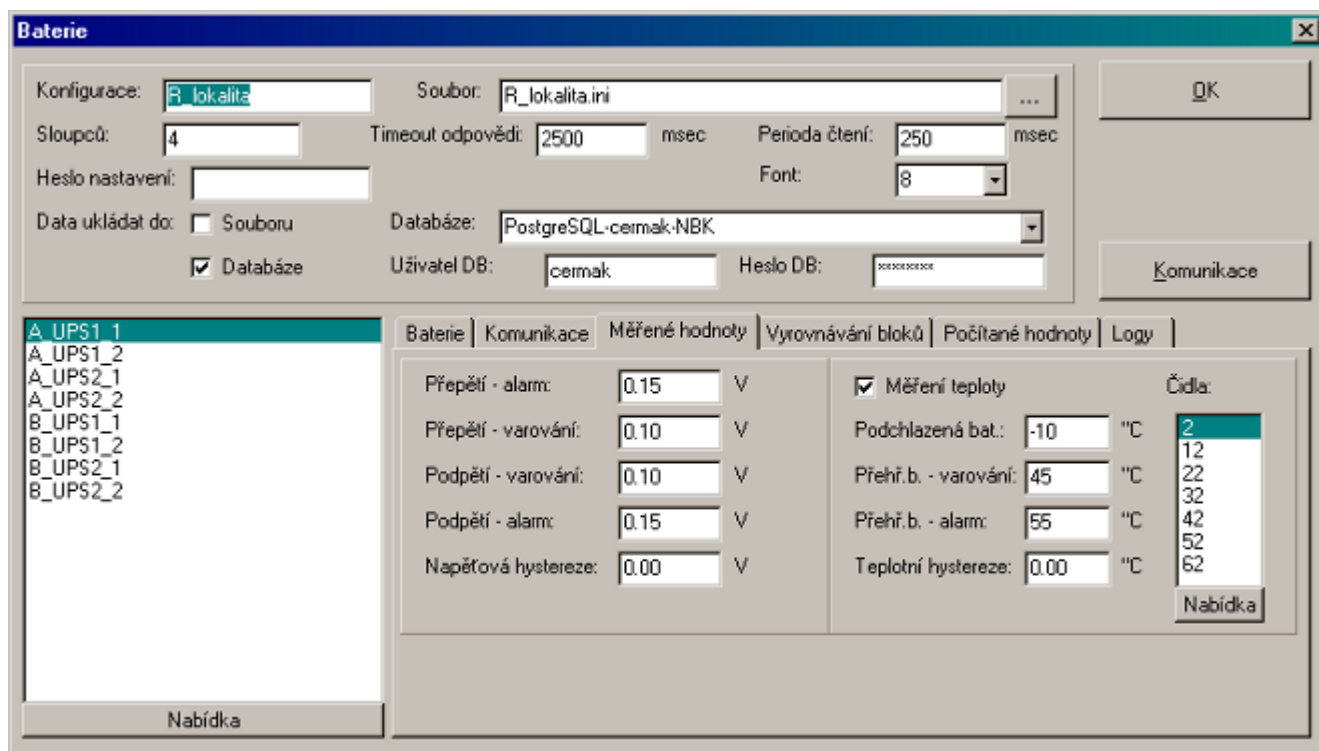 Baterie
Konfigurace: R_lokalita Soubor: R_lokalita.ini ... OK
Sloupců: 4 Timeout odpovědi: 2500 msec Perioda čtení: 250 msec
Heslo nastavení: Font: 8
Data ukládat do: Souboru Databáze: PostgreSQL-cermak-NBK
Databáze Uživatel DB: cermak Heslo DB: ******** Komunikace
A_UPS1_1
A_UPS1_2
A_UPS2_1
A_UPS2_2
B_UPS1_1
B_UPS1_2
B_UPS2_1
B_UPS2_2
Nabídka
Baterie Komunikace Měřené hodnoty Vyrovnávání bloků Počítané hodnoty Logy
Přepětí - alarm: 0.15 V
Přepětí - varování: 0.10 V
Podpětí - varování: 0.10 V
Podpětí - alarm: 0.15 V
Napěťová hystereze: 0.00 V
Měření teploty
Podchlazená bat.: -10 "C
Přehř.b. - varování: 45 "C
Přehř.b. - alarm: 55 "C
Teplotní hystereze: 0.00 "C
Čidla:
2
12
22
32
42
52
62
Nabídka